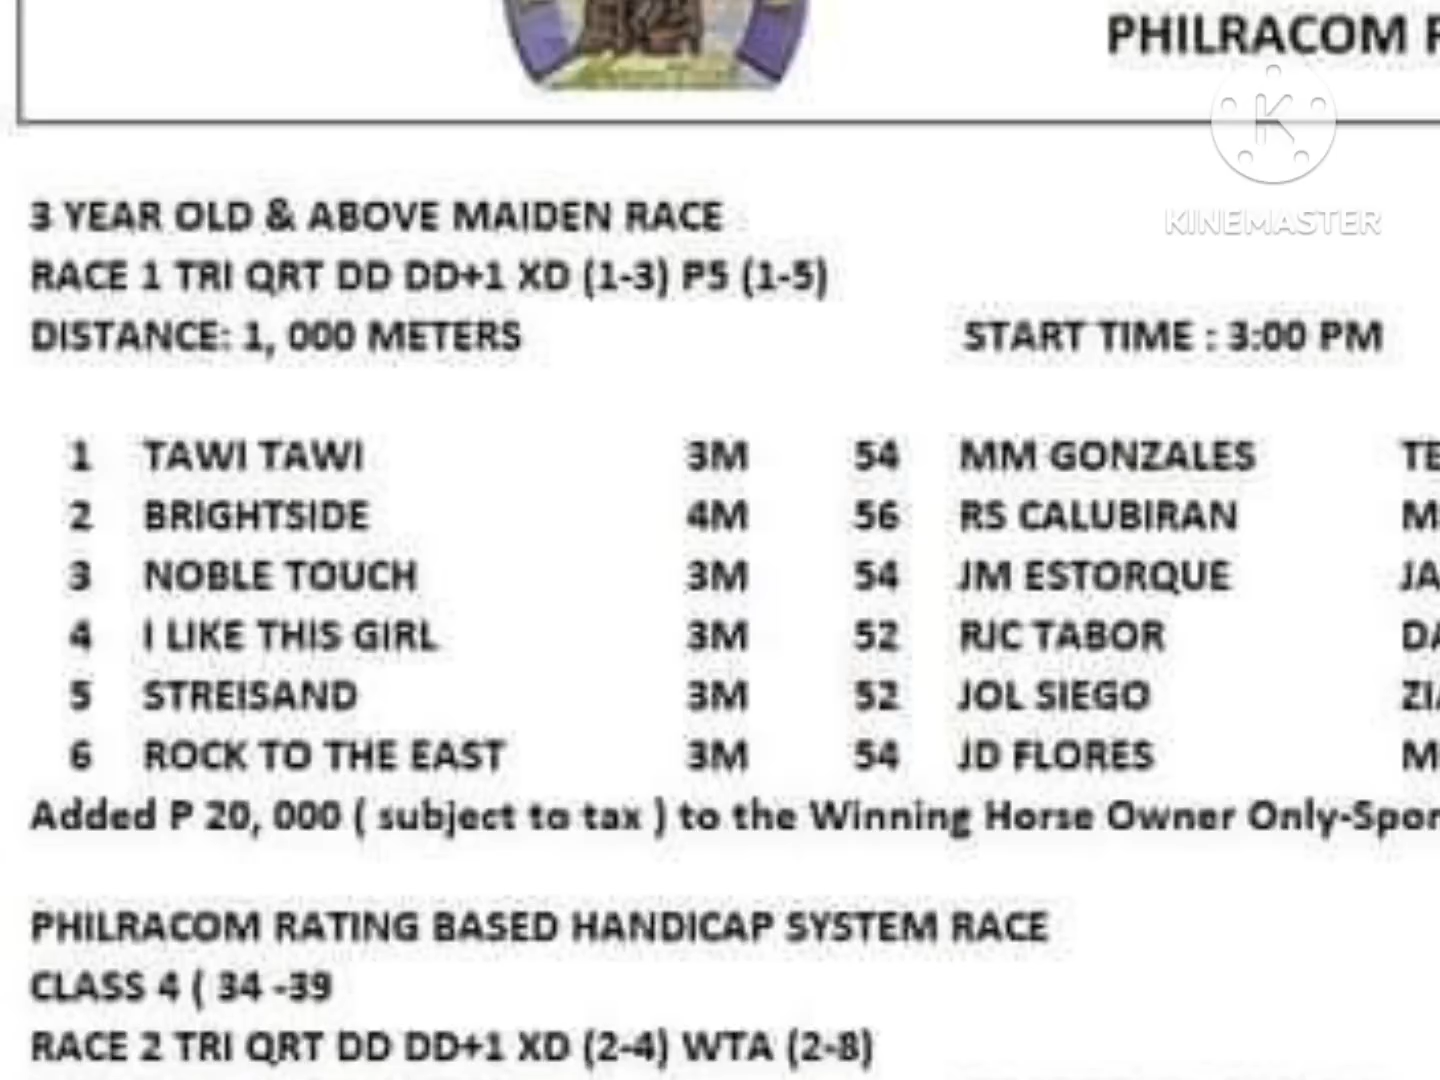 PHILRACOM R
KINEMASTER
3 YEAR OLD & ABOVE MAIDEN RACE
RACE 1 TRI QRT DD DD+1 XD (1-3) P5 (1-5)
DISTANCE: 1, 000 METERS START TIME : 3:00 PM
1 TAWI TAWI 3M 54 MM GONZALES TE
2 BRIGHTSIDE 4M 56 RS CALUBIRAN M
3 NOBLE TOUCH 3M 54 JM ESTORQUE JA
4 I LIKE THIS GIRL 3M 52 RJC TABOR DA
5 STREISAND 3M 52 JOL SIEGO ZIA
6 ROCK TO THE EAST 3M 54 JD FLORES M
Added P 20, 000 ( subject to tax ) to the Winning Horse Owner Only-Spor
PHILRACOM RATING BASED HANDICAP SYSTEM RACE
CLASS 4 ( 34 -39
RACE 2 TRI QRT DD DD+1 XD (2-4) WTA (2-8)